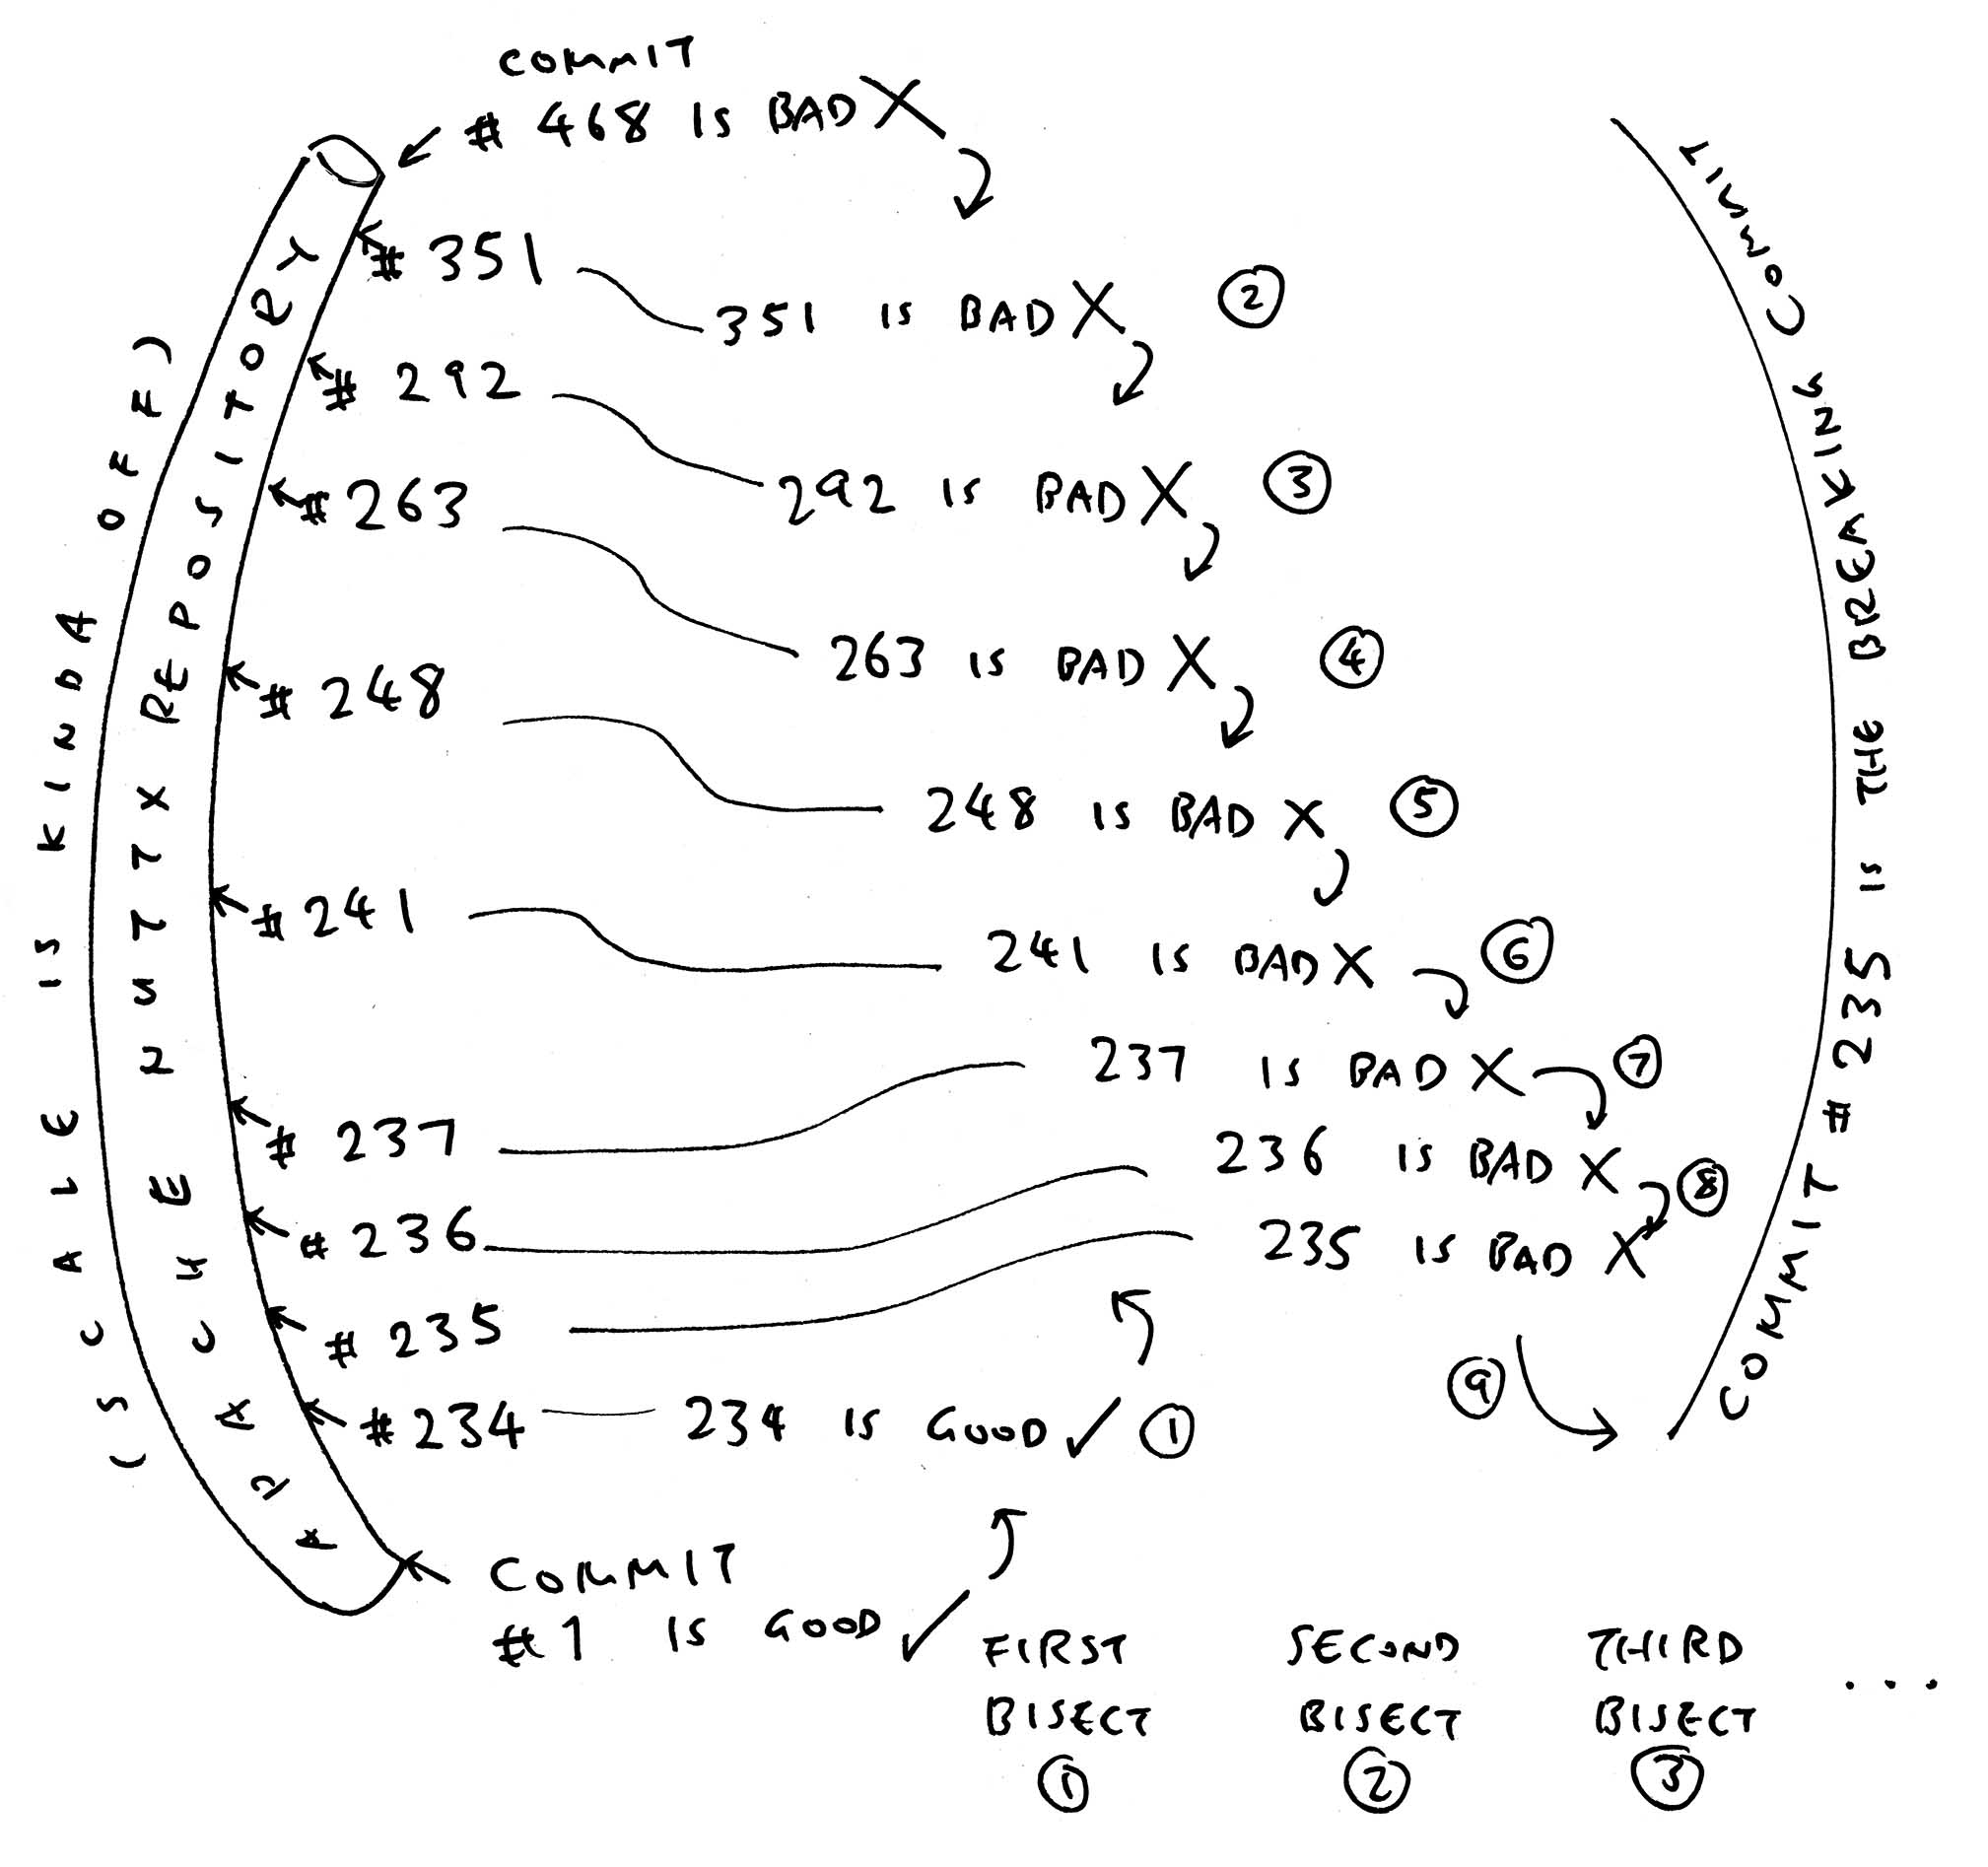 COMMIT
# 468 IS BAD X
# 351
351 IS BAD X ②
# 292
292 IS BAD X ③
# 263
263 IS BAD X ④
# 248
248 IS BAD X ⑤
# 241
241 IS BAD X ⑥
# 237
237 IS BAD X ⑦
# 236
236 IS BAD X ⑧
# 235
235 IS BAD X
⑨
# 234
234 IS GOOD ✓ ①
COMMIT
#1 IS GOOD ✓
(SCALE IS KINDA OFF)
APACHE NUTTX REPOSITORY
COMMIT #235 IS THE BREAKING COMMIT
FIRST
BISECT
①
SECOND
BISECT
②
THIRD
BISECT
③
...